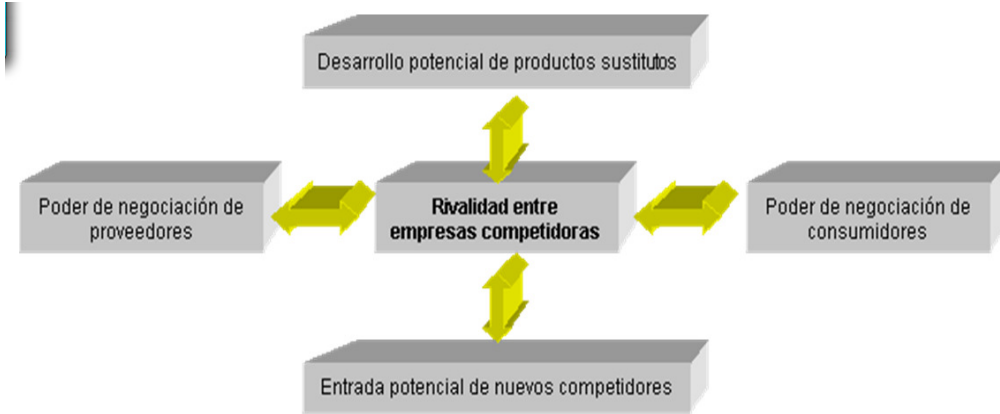 Desarrollo potencial de productos sustitutos
Poder de negociación de
proveedores
Rivalidad entre
empresas competidoras
Poder de negociación de
consumidores
Entrada potencial de nuevos competidores